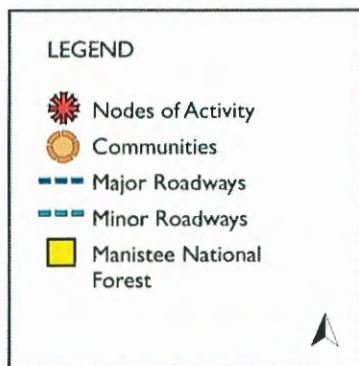 LEGEND
Nodes of Activity
Communities
Major Roadways
Minor Roadways
Manistee National
Forest